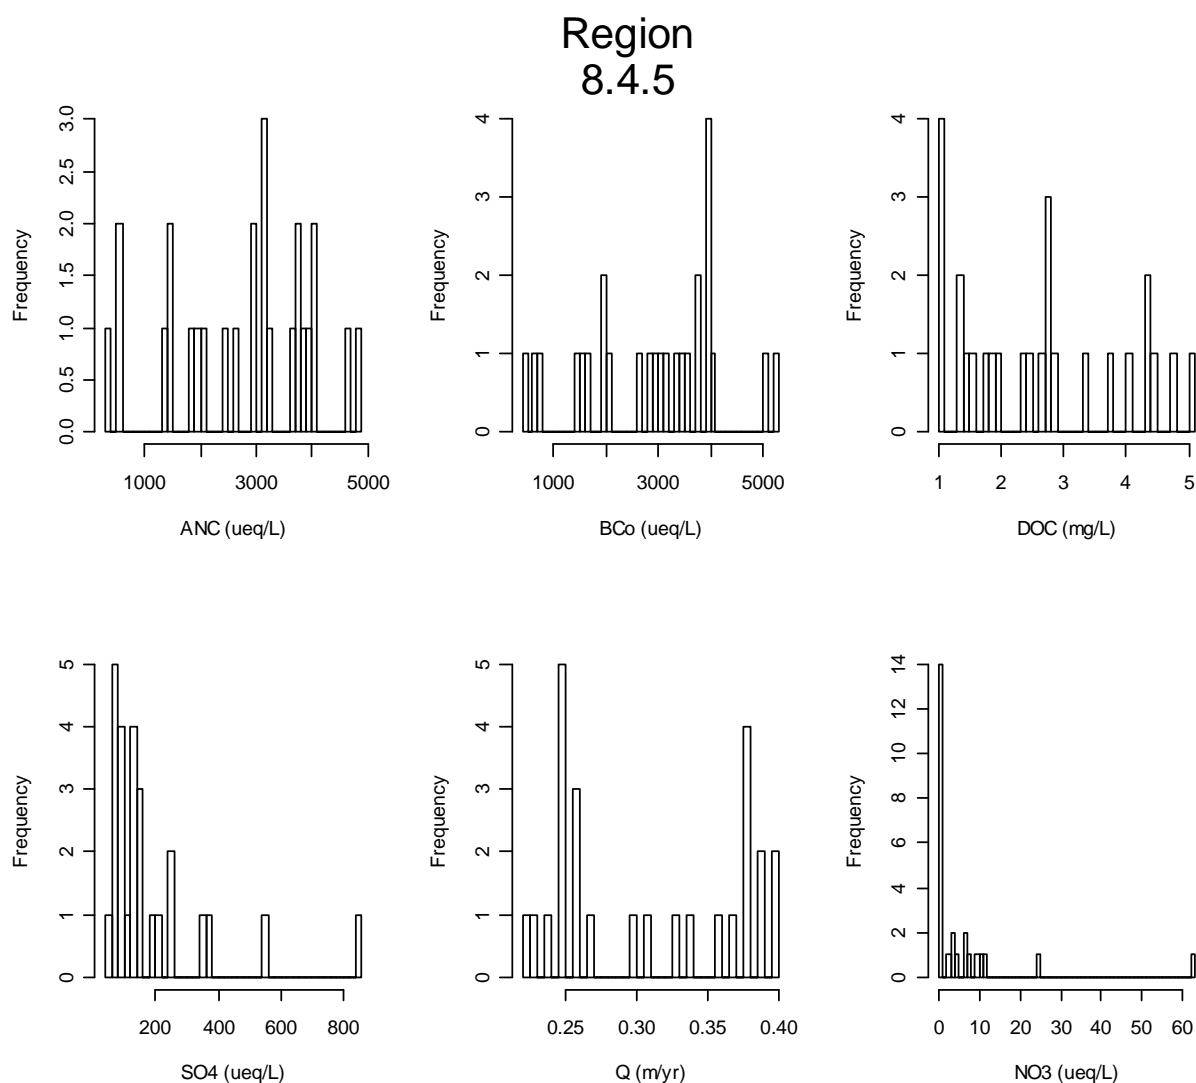 Region
8.4.5
Frequency
0.0 0.5 1.0 1.5 2.0 2.5 3.0
1000 3000 5000
ANC (ueq/L)
Frequency
0 1 2 3 4
1000 3000 5000
BCo (ueq/L)
Frequency
0 1 2 3 4
1 2 3 4 5
DOC (mg/L)
Frequency
0 1 2 3 4 5
200 400 600 800
SO4 (ueq/L)
Frequency
0 1 2 3 4 5
0.25 0.30 0.35 0.40
Q (m/yr)
Frequency
0 2 4 6 8 10 12 14
0 10 20 30 40 50 60
NO3 (ueq/L)